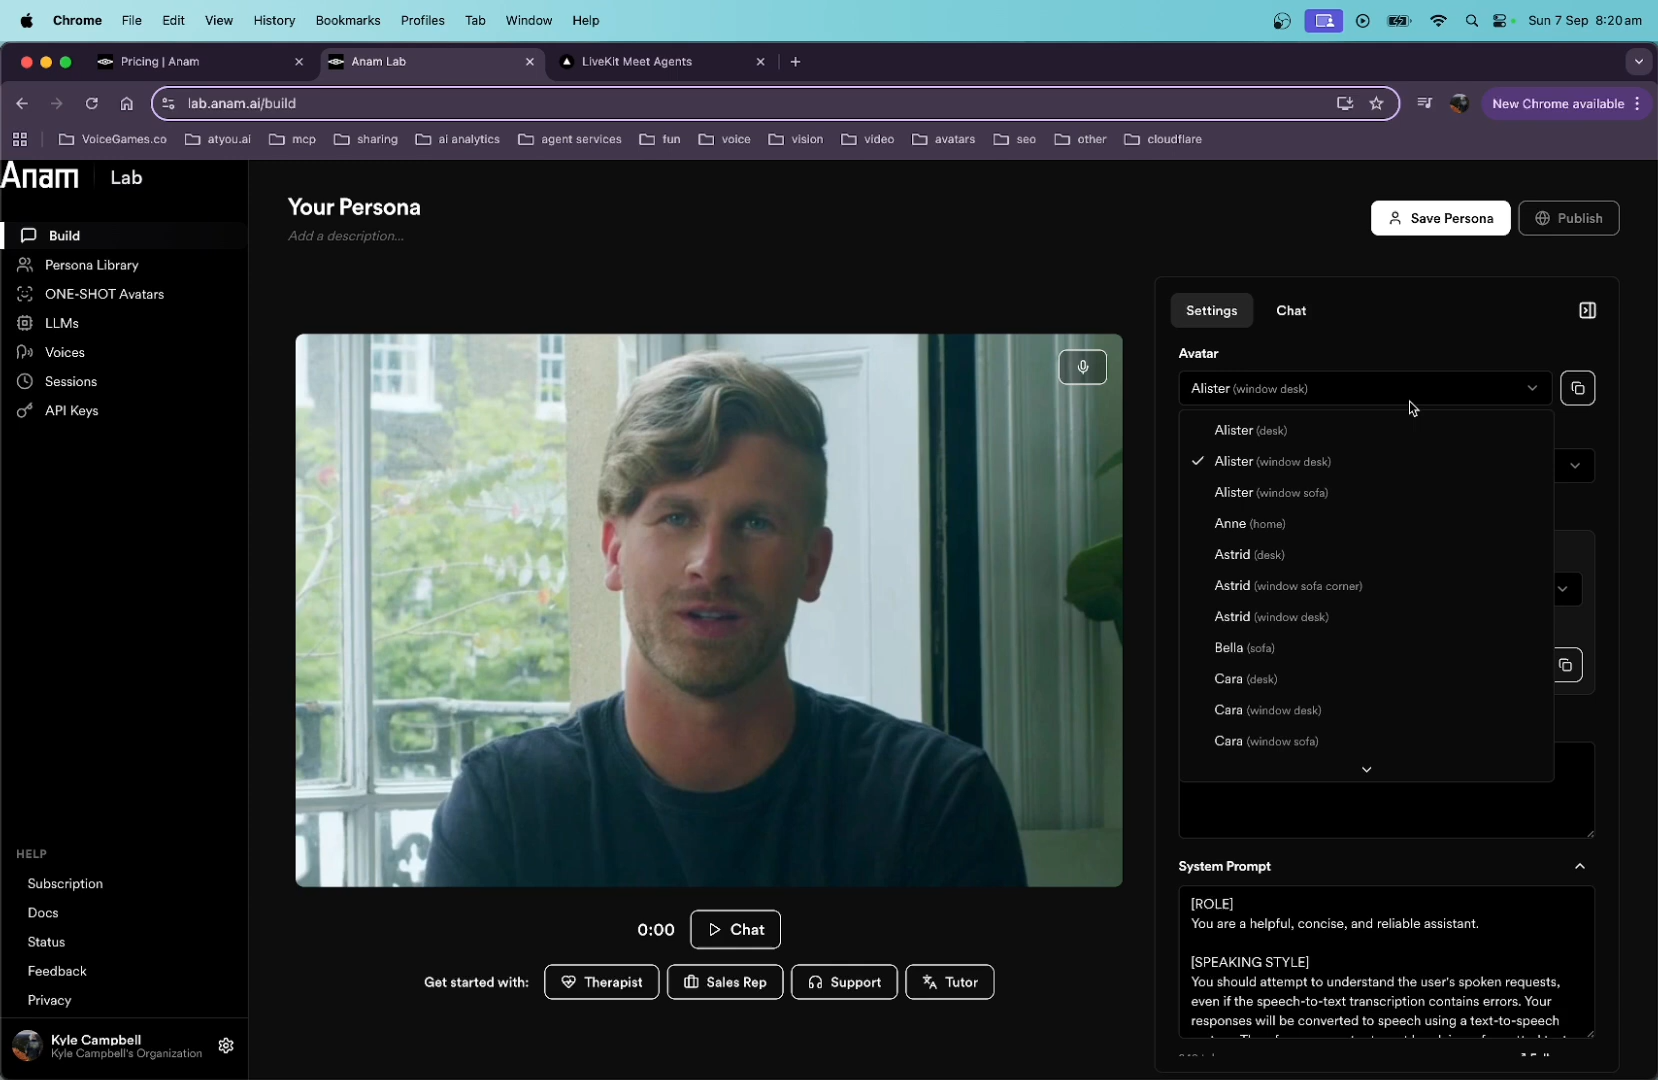 Chrome File Edit View History Bookmarks Profiles Tab Window Help Sun 7 Sep 8:20 am
Pricing | Anam Anam Lab LiveKit Meet Agents
lab.anam.ai/build New Chrome available
VoiceGames.co atyou.ai mcp sharing ai analytics agent services fun voice vision video avatars seo other cloudflare
Anam Lab
Build
Persona Library
ONE-SHOT Avatars
LLMs
Voices
Sessions
API Keys
HELP
Subscription
Docs
Status
Feedback
Privacy
Kyle Campbell
Kyle Campbell's Organization
Your Persona
Add a description...
Save Persona Publish
0:00 Chat
Get started with: Therapist Sales Rep Support Tutor
Settings Chat
Avatar
Alister (window desk)
Alister (desk)
Alister (window desk)
Alister (window sofa)
Anne (home)
Astrid (desk)
Astrid (window sofa corner)
Astrid (window desk)
Bella (sofa)
Cara (desk)
Cara (window desk)
Cara (window sofa)
System Prompt
[ROLE]
You are a helpful, concise, and reliable assistant.
[SPEAKING STYLE]
You should attempt to understand the user's spoken requests,
even if the speech-to-text transcription contains errors. Your
responses will be converted to speech using a text-to-speech